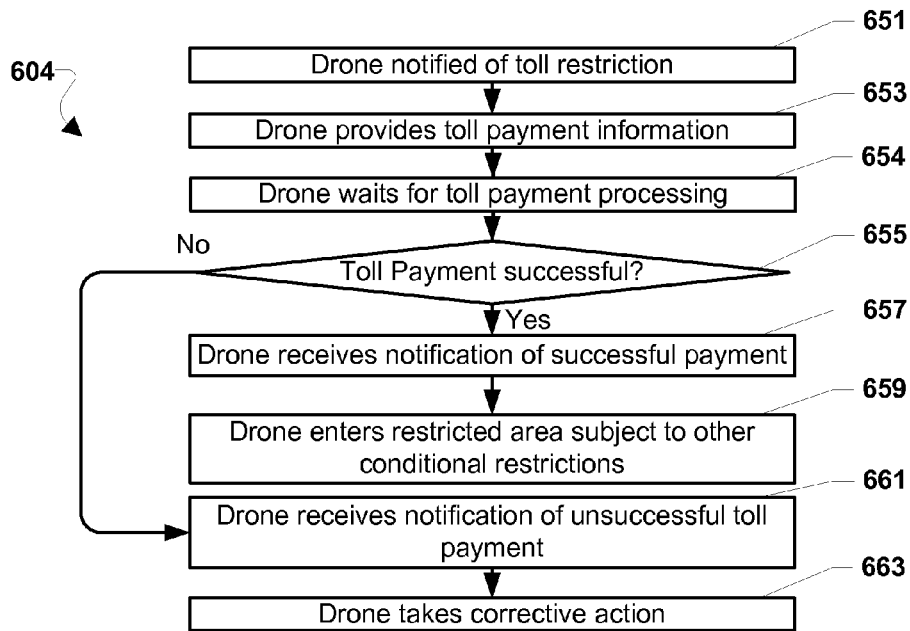 651
Drone notified of toll restriction
604
653
Drone provides toll payment information
654
Drone waits for toll payment processing
No
655
Toll Payment successful?
Yes
657
Drone receives notification of successful payment
659
Drone enters restricted area subject to other
conditional restrictions
661
Drone receives notification of unsuccessful toll
payment
663
Drone takes corrective action